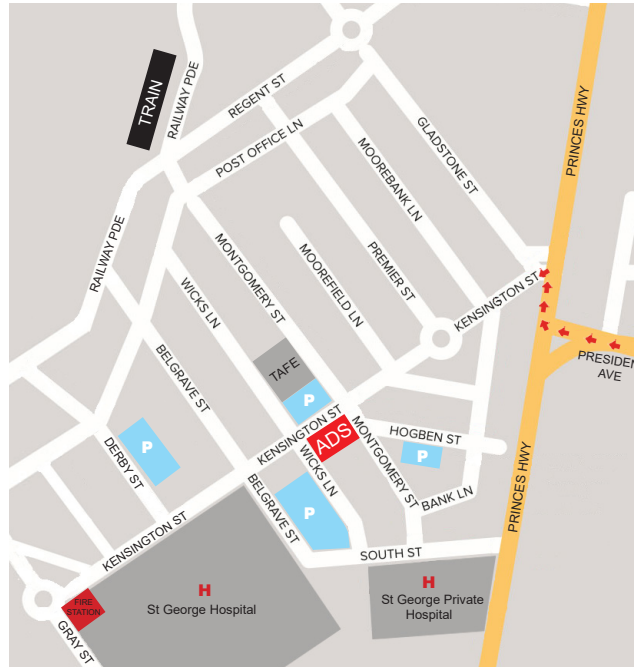 TRAIN
RAILWAY PDE
REGENT ST
POST OFFICE LN
GLADSTONE ST
PRINCES HWY
MOOREBANK LN
RAILWAY PDE
MONTGOMERY ST
PREMIER ST
MOOREFIELD LN
WICKS LN
KENSINGTON ST
PRESIDEN
AVE
BELGRAVE ST
TAFE
P
KENSINGTON ST
ADS
HOGBEN ST
P
DERBY ST
P
WICKS LN
MONTGOMERY ST
BANK LN
BELGRAVE ST
P
PRINCES HWY
KENSINGTON ST
SOUTH ST
H
St George Hospital
H
St George Private
Hospital
FIRE
STATION
GRAY ST